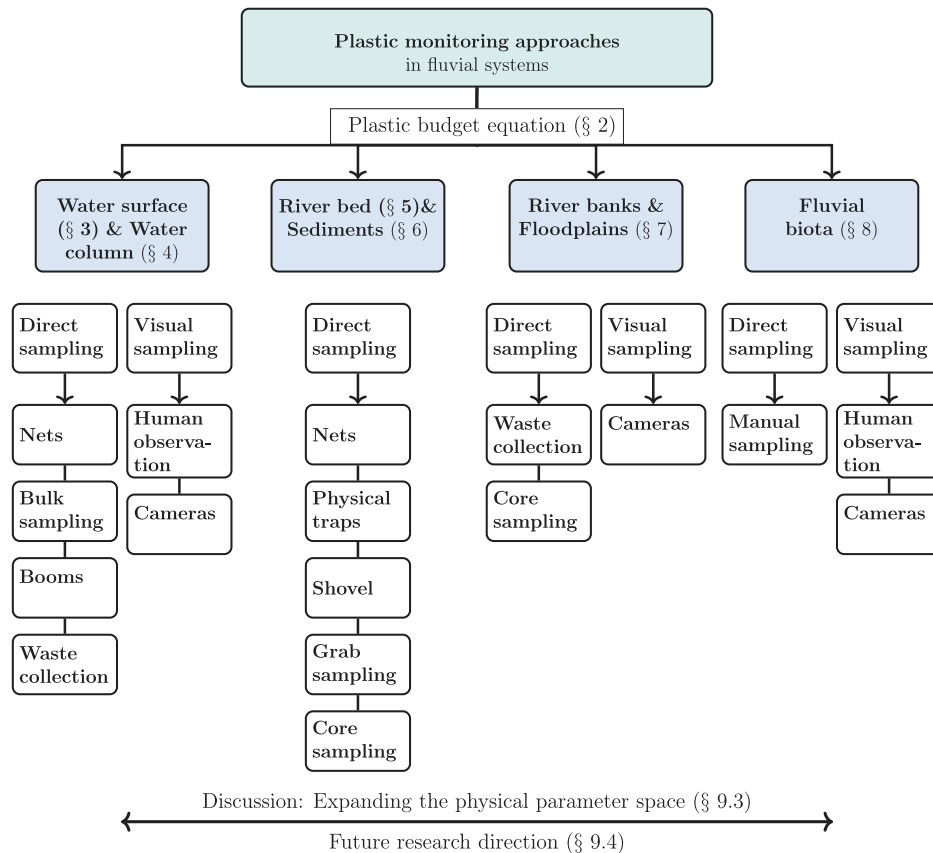 Plastic monitoring approaches
in fluvial systems
Plastic budget equation (§ 2)
Water surface
(§ 3) & Water
column (§ 4)
River bed (§ 5)&
Sediments (§ 6)
River banks &
Floodplains (§ 7)
Fluvial
biota (§ 8)
Direct
sampling
Nets
Bulk
sampling
Booms
Waste
collection
Visual
sampling
Human
observa-
tion
Cameras
Direct
sampling
Nets
Physical
traps
Shovel
Grab
sampling
Core
sampling
Direct
sampling
Waste
collection
Core
sampling
Visual
sampling
Cameras
Direct
sampling
Manual
sampling
Visual
sampling
Human
observa-
tion
Cameras
Discussion: Expanding the physical parameter space (§ 9.3)
Future research direction (§ 9.4)